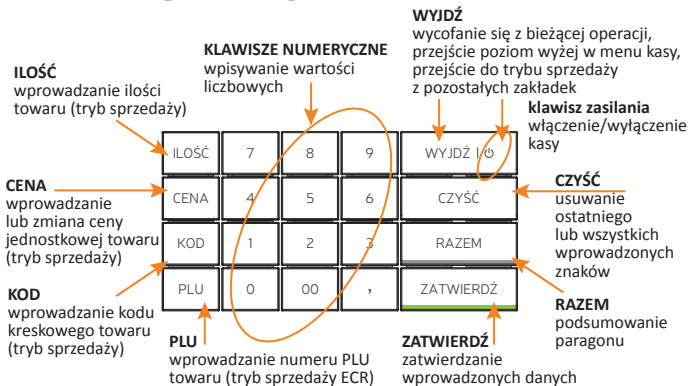 WYJDŹ
wycofanie się z bieżącej operacji,
przejście poziom wyżej w menu kasy,
przejście do trybu sprzedaży
z pozostałych zakładek
KLAWISZE NUMERYCZNE
wpisywanie wartości
liczbowych
ILOŚĆ
wprowadzanie ilości
towaru (tryb sprzedaży)
klawisz zasilania
włączenie/wyłączenie
kasy
ILOŚĆ 7 8 9 WYJDŹ | ⏻
CENA 4 5 6 CZYŚĆ
KOD 1 2 3 RAZEM
PLU 0 00 , ZATWIERDŹ
CENA
wprowadzanie
lub zmiana ceny
jednostkowej towaru
(tryb sprzedaży)
KOD
wprowadzanie kodu
kreskowego towaru
(tryb sprzedaży)
CZYŚĆ
usuwanie
ostatniego
lub wszystkich
wprowadzonych
znaków
RAZEM
podsumowanie
paragonu
PLU
wprowadzanie numeru PLU
towaru (tryb sprzedaży ECR)
ZATWIERDŹ
zatwierdzanie
wprowadzonych danych